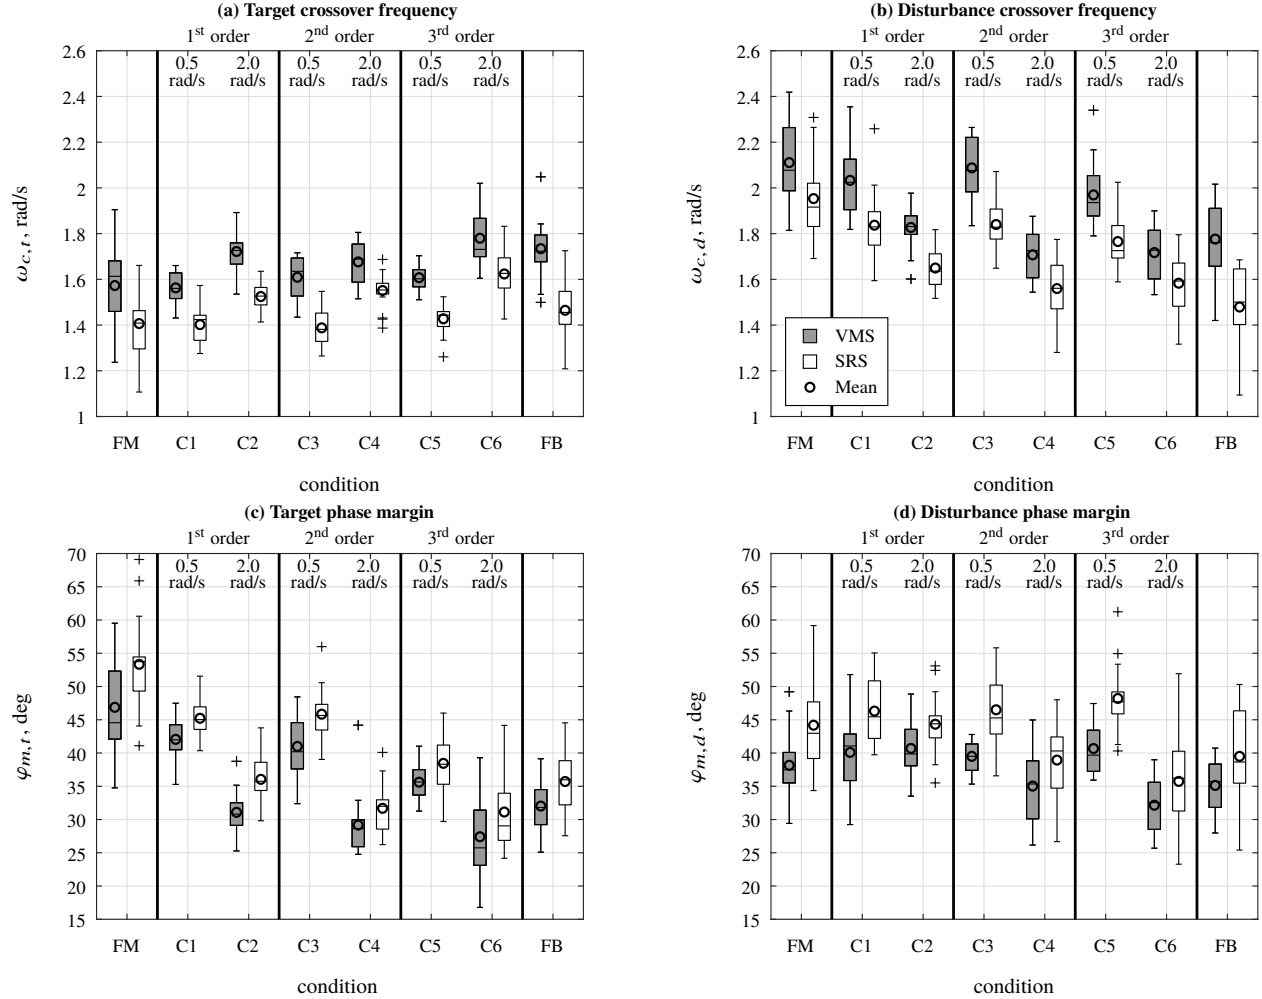 (a) Target crossover frequency
1st order 2nd order 3rd order
0.5 2.0 0.5 2.0 0.5 2.0
rad/s rad/s rad/s rad/s rad/s rad/s
2.6
2.4
2.2
2
1.8
1.6
1.4
1.2
1
ωc,t, rad/s
FM C1 C2 C3 C4 C5 C6 FB
condition
(b) Disturbance crossover frequency
1st order 2nd order 3rd order
0.5 2.0 0.5 2.0 0.5 2.0
rad/s rad/s rad/s rad/s rad/s rad/s
2.6
2.4
2.2
2
1.8
1.6
1.4
1.2
1
ωc,d, rad/s
VMS
SRS
Mean
FM C1 C2 C3 C4 C5 C6 FB
condition
(c) Target phase margin
1st order 2nd order 3rd order
0.5 2.0 0.5 2.0 0.5 2.0
rad/s rad/s rad/s rad/s rad/s rad/s
70
65
60
55
50
45
40
35
30
25
20
15
φm,t, deg
FM C1 C2 C3 C4 C5 C6 FB
condition
(d) Disturbance phase margin
1st order 2nd order 3rd order
0.5 2.0 0.5 2.0 0.5 2.0
rad/s rad/s rad/s rad/s rad/s rad/s
70
65
60
55
50
45
40
35
30
25
20
15
φm,d, deg
FM C1 C2 C3 C4 C5 C6 FB
condition